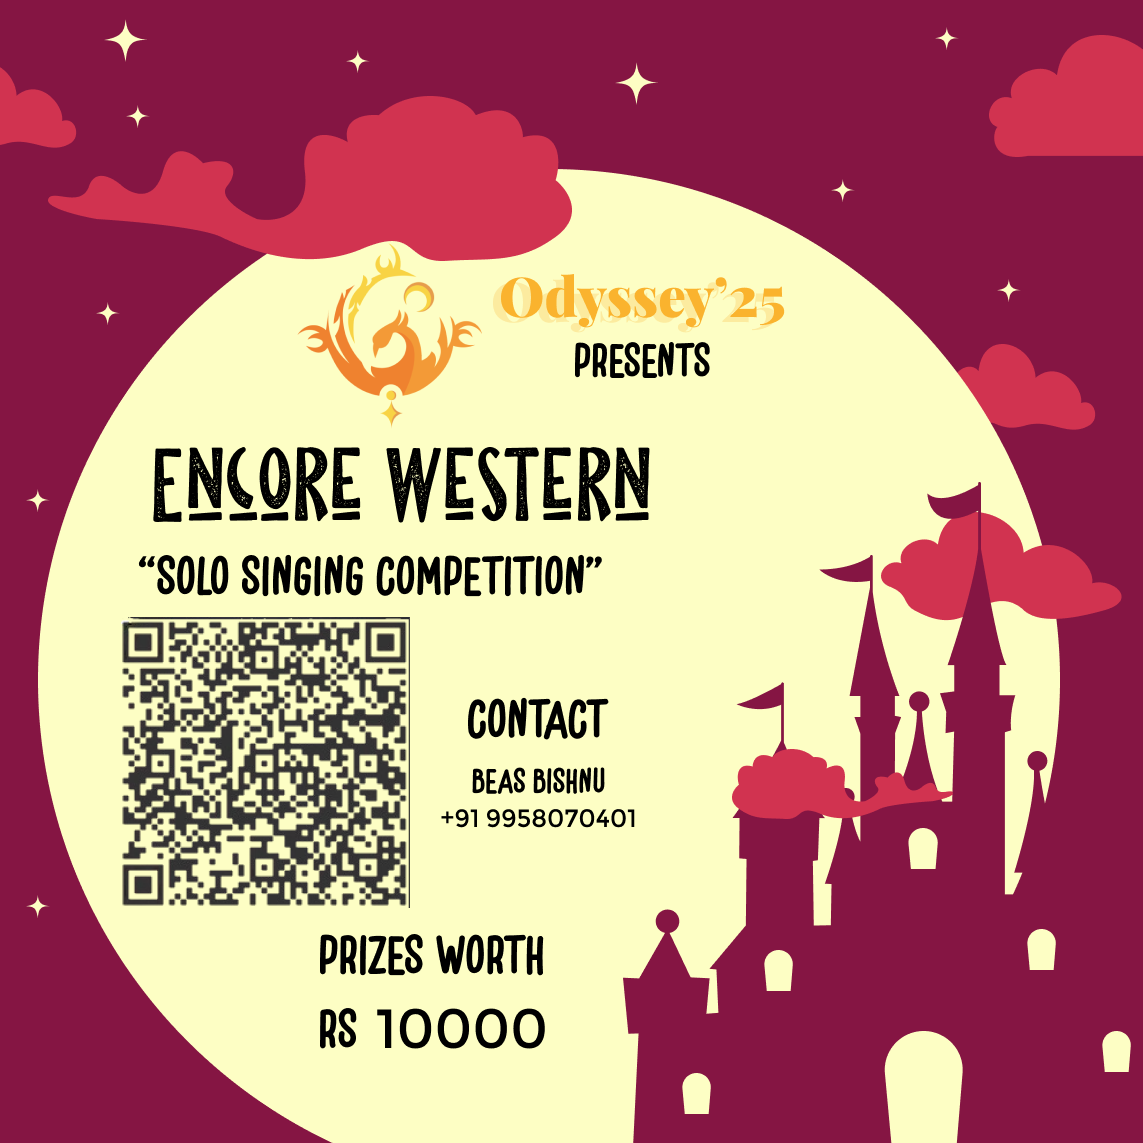 Odyssey'25
PRESENTS
ENCORE WESTERN
“SOLO SINGING COMPETITION”
CONTACT
BEAS BISHNU
+91 9958070401
PRIZES WORTH
RS 10000